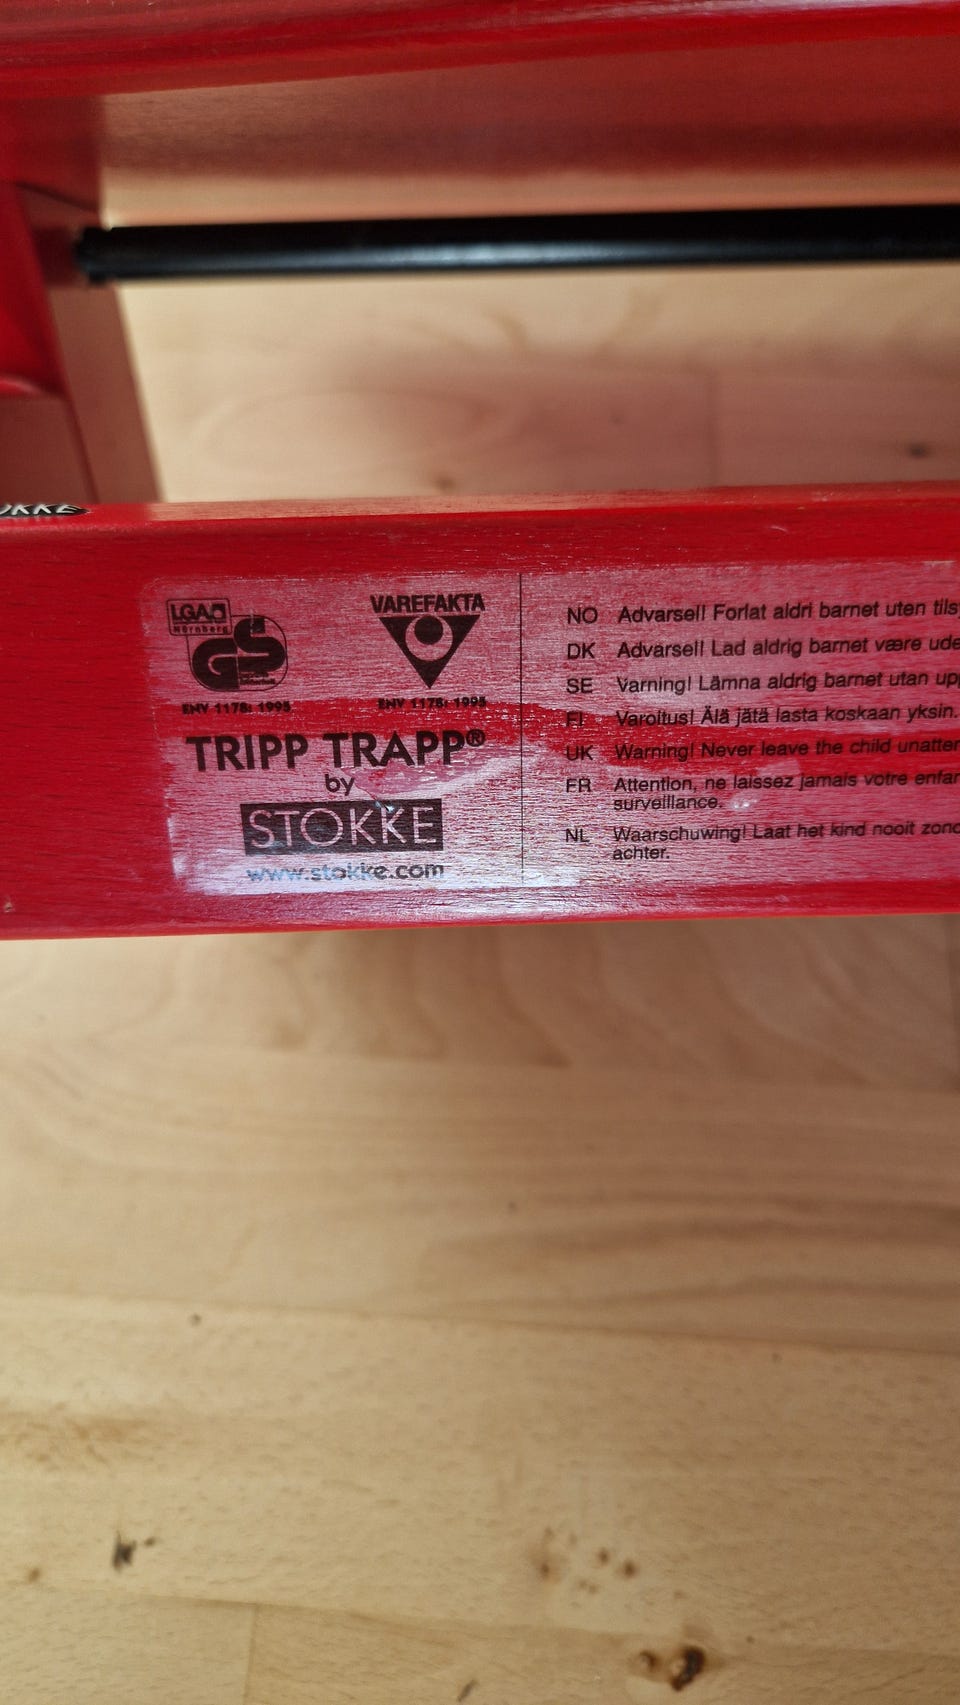 LGA
Nürnberg
GS
VAREFAKTA
ENV 1178: 1995
ENV 1178: 1995
TRIPP TRAPP®
by
STOKKE
www.stokke.com
NO Advarsel! Forlat aldri barnet uten
DK Advarsel! Lad aldrig barnet være
SE Varning! Lämna aldrig barnet utan
FI Varoitus! Älä jätä lasta koskaan yksin.
UK Warning! Never leave the child
FR Attention, ne laissez jamais votre
surveillance.
NL Waarschuwing! Laat het kind nooit
achter.